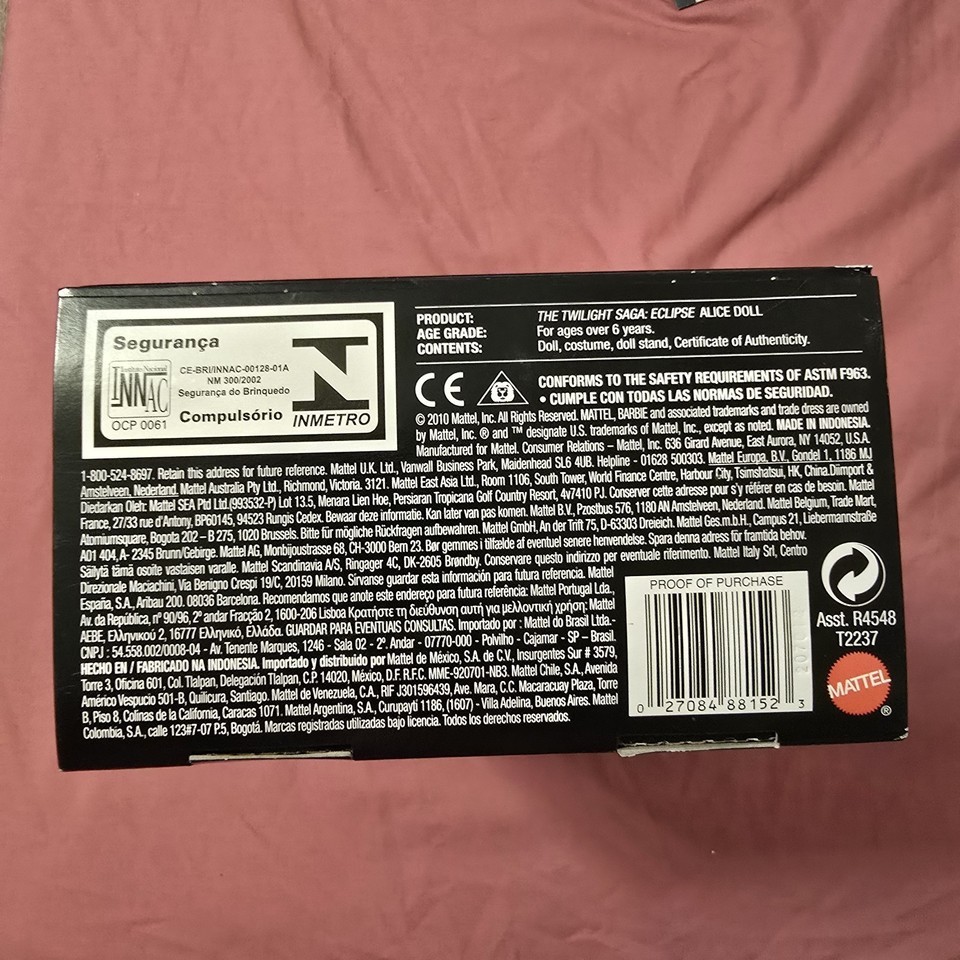 Segurança
Instituto Nacional
INNAC
OCP 0061
CE-BRI/INNAC-00128-01A
NM 300/2002
Segurança do Brinquedo
Compulsório
INMETRO
PRODUCT: THE TWILIGHT SAGA: ECLIPSE ALICE DOLL
AGE GRADE: For ages over 6 years.
CONTENTS: Doll, costume, doll stand, Certificate of Authenticity.
CE
CONFORMS TO THE SAFETY REQUIREMENTS OF ASTM F963.
• CUMPLE CON TODAS LAS NORMAS DE SEGURIDAD.
© 2010 Mattel, Inc. All Rights Reserved. MATTEL, BARBIE and associated trademarks and trade dress are owned
by Mattel, Inc. ® and ™ designate U.S. trademarks of Mattel, Inc., except as noted. MADE IN INDONESIA.
Manufactured for Mattel. Consumer Relations – Mattel, Inc. 636 Girard Avenue, East Aurora, NY 14052, U.S.A.
1-800-524-8697. Retain this address for future reference. Mattel U.K. Ltd., Vanwall Business Park, Maidenhead SL6 4UB. Helpline - 01628 500303. Mattel Europa, B.V., Gondel 1, 1186 MJ
Amstelveen, Nederland. Mattel Australia Pty Ltd., Richmond, Victoria. 3121. Mattel East Asia Ltd., Room 1106, South Tower, World Finance Centre, Harbour City, Tsimshatsui, HK, China. Diimport &
Diedarkan Oleh: Mattel SEA Ptd Ltd.(993532-P) Lot 13.5, Menara Lien Hoe, Persiaran Tropicana Golf Country Resort, 4v7410 PJ. Conserver cette adresse pour s'y référer en cas de besoin. Mattel
France, 27/33 rue d'Antony, BP60145, 94523 Rungis Cedex. Bewaar deze informatie. Kan later van pas komen. Mattel B.V., Postbus 576, 1180 AN Amstelveen, Nederland. Mattel Belgium, Trade Mart,
Atomiumsquare, Bogota 202 – B 275, 1020 Brussels. Bitte für mögliche Rückfragen aufbewahren. Mattel GmbH, An der Trift 75, D-63303 Dreieich. Mattel Ges.m.b.H., Campus 21, Liebermannstraße
A01 404, A- 2345 Brunn/Gebirge. Mattel AG, Monbijoustrasse 68, CH-3000 Bern 23. Bør gemmes i tilfælde af eventuel senere henvendelse. Spara denna adress för framtida behov.
Säilytä tämä osoite vastaisen varalle. Mattel Scandinavia A/S, Ringager 4C, DK-2605 Brøndby. Conservare questo indirizzo per eventuale riferimento. Mattel Italy Srl, Centro
Direzionale Maciachini, Via Benigno Crespi 19/C, 20159 Milano. Sírvanse guardar esta información para futura referencia. Mattel
España, S.A., Aribau 200. 08036 Barcelona. Recomendamos que anote este endereço para futura referência: Mattel Portugal Lda.,
Av. da República, nº 90/96, 2º andar Fracção 2, 1600-206 Lisboa Κρατήστε τη διεύθυνση αυτή για μελλοντική χρήση: Mattel
AEBE, Ελληνικού 2, 16777 Ελληνικό, Ελλάδα. GUARDAR PARA EVENTUAIS CONSULTAS. Importado por : Mattel do Brasil Ltda.-
CNPJ : 54.558.002/0008-04 - Av. Tenente Marques, 1246 - Sala 02 - 2º. Andar - 07770-000 - Polvilho - Cajamar - SP – Brasil.
HECHO EN / FABRICADO NA INDONESIA. Importado y distribuido por Mattel de México, S.A. de C.V., Insurgentes Sur # 3579,
Torre 3, Oficina 601, Col. Tlalpan, Delegación Tlalpan, C.P. 14020, México, D.F. R.F.C. MME-920701-NB3. Mattel Chile, S.A., Avenida
Américo Vespucio 501-B, Quilicura, Santiago. Mattel de Venezuela, C.A., RIF J301596439, Ave. Mara, C.C. Macaracuay Plaza, Torre
B, Piso 8, Colinas de la California, Caracas 1071. Mattel Argentina, S.A., Curupaytí 1186, (1607) - Villa Adelina, Buenos Aires. Mattel
Colombia, S.A., calle 123#7-07 P.5, Bogotá. Marcas registradas utilizadas bajo licencia. Todos los derechos reservados.
PROOF OF PURCHASE
0 27084 88152 3
Asst. R4548
T2237
MATTEL
®